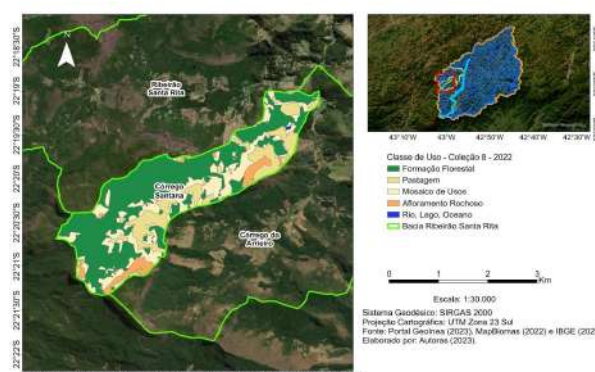 22°18'30"S
22°19'S
22°19'30"S
22°20'S
22°20'30"S
22°21'S
22°21'30"S
22°22'S
N
Ribeirão
Santa Rita
Córrego
Santana
Córrego do
Arrieiro
43°10'W
43°W
42°50'W
42°40'W
42°30'W
Classe de Uso - Coleção 8 - 2022
Formação Florestal
Pastagem
Mosaico de Usos
Afloramento Rochoso
Rio, Lago, Oceano
Bacia Ribeirão Santa Rita
0 1 2 3
Km
Escala: 1:30.000
Sistema Geodésico: SIRGAS 2000
Projeção Cartográfica: UTM Zona 23 Sul
Fonte: Portal GeoInea (2023), MapBiomas (2022) e IBGE (202
Elaborado por: Autores (2023).